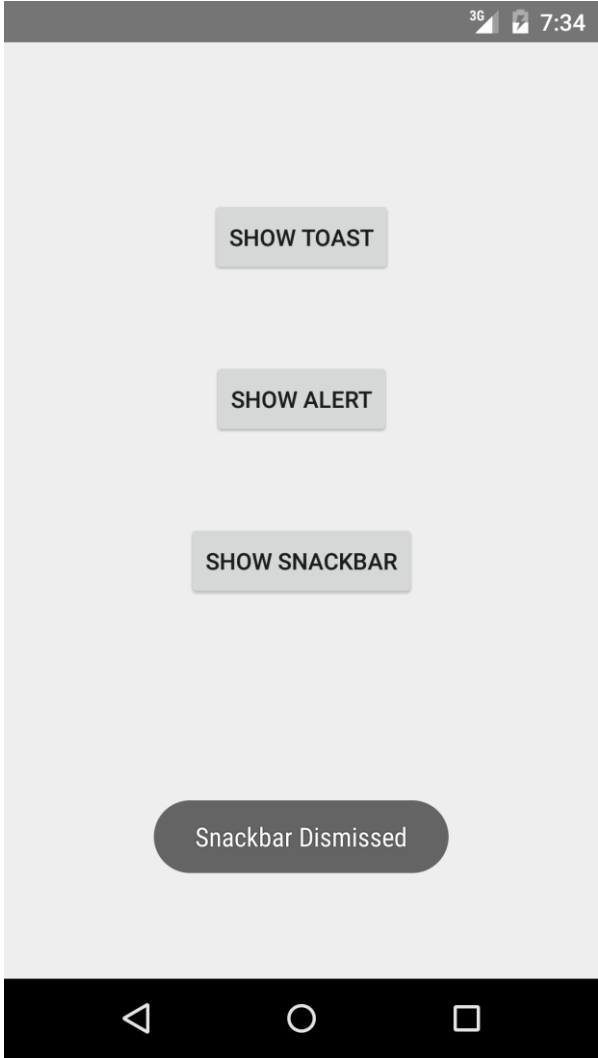 3G 7:34
SHOW TOAST
SHOW ALERT
SHOW SNACKBAR
Snackbar Dismissed